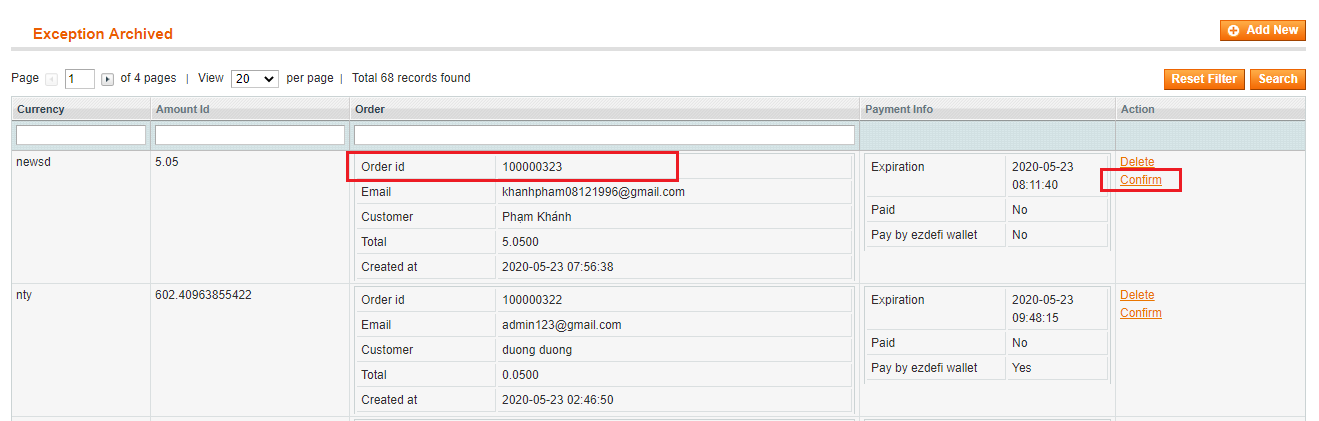 Exception Archived
Add New
Page 1 of 4 pages | View 20 per page | Total 68 records found
Reset Filter Search
Currency Amount Id Order Payment Info Action
newsd 5.05 Order id 100000323 Expiration 2020-05-23 Delete
08:11:40 Confirm
Email khanhpham08121996@gmail.com
Customer Phạm Khánh Paid No
Total 5.0500 Pay by ezdefi wallet No
Created at 2020-05-23 07:56:38
nty 602.40963855422 Order id 100000322 Expiration 2020-05-23 Delete
09:48:15 Confirm
Email admin123@gmail.com
Customer duong duong Paid No
Total 0.0500 Pay by ezdefi wallet Yes
Created at 2020-05-23 02:46:50